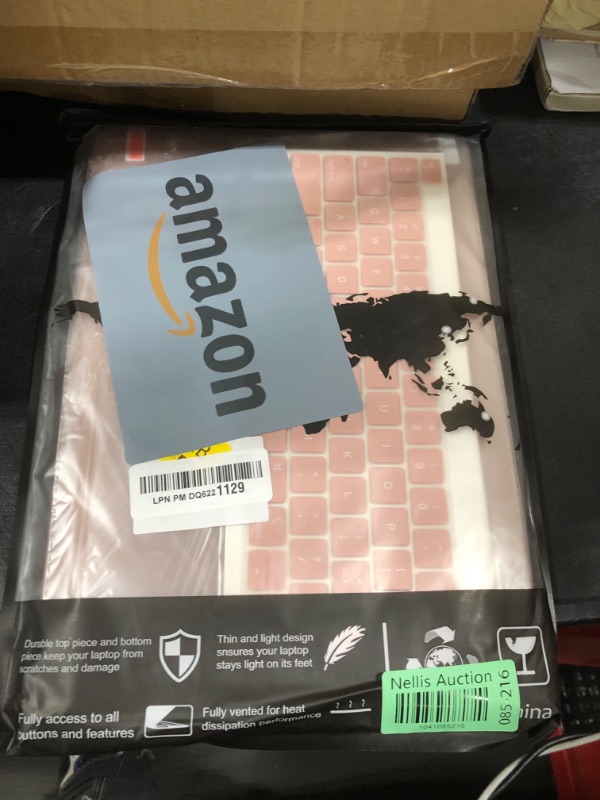 amazon
LPN PM DQ6221129
Durable top piece and bottom
piece keep your laptop from
scratches and damage
Thin and light design
snsures your laptop
stays light on its feet
Fully access to all
buttons and features
Fully vented for heat
dissipation performance
Nellis Auction
1041085216
085:216
Q
W
E
S
D
U
I
O
P
K
L